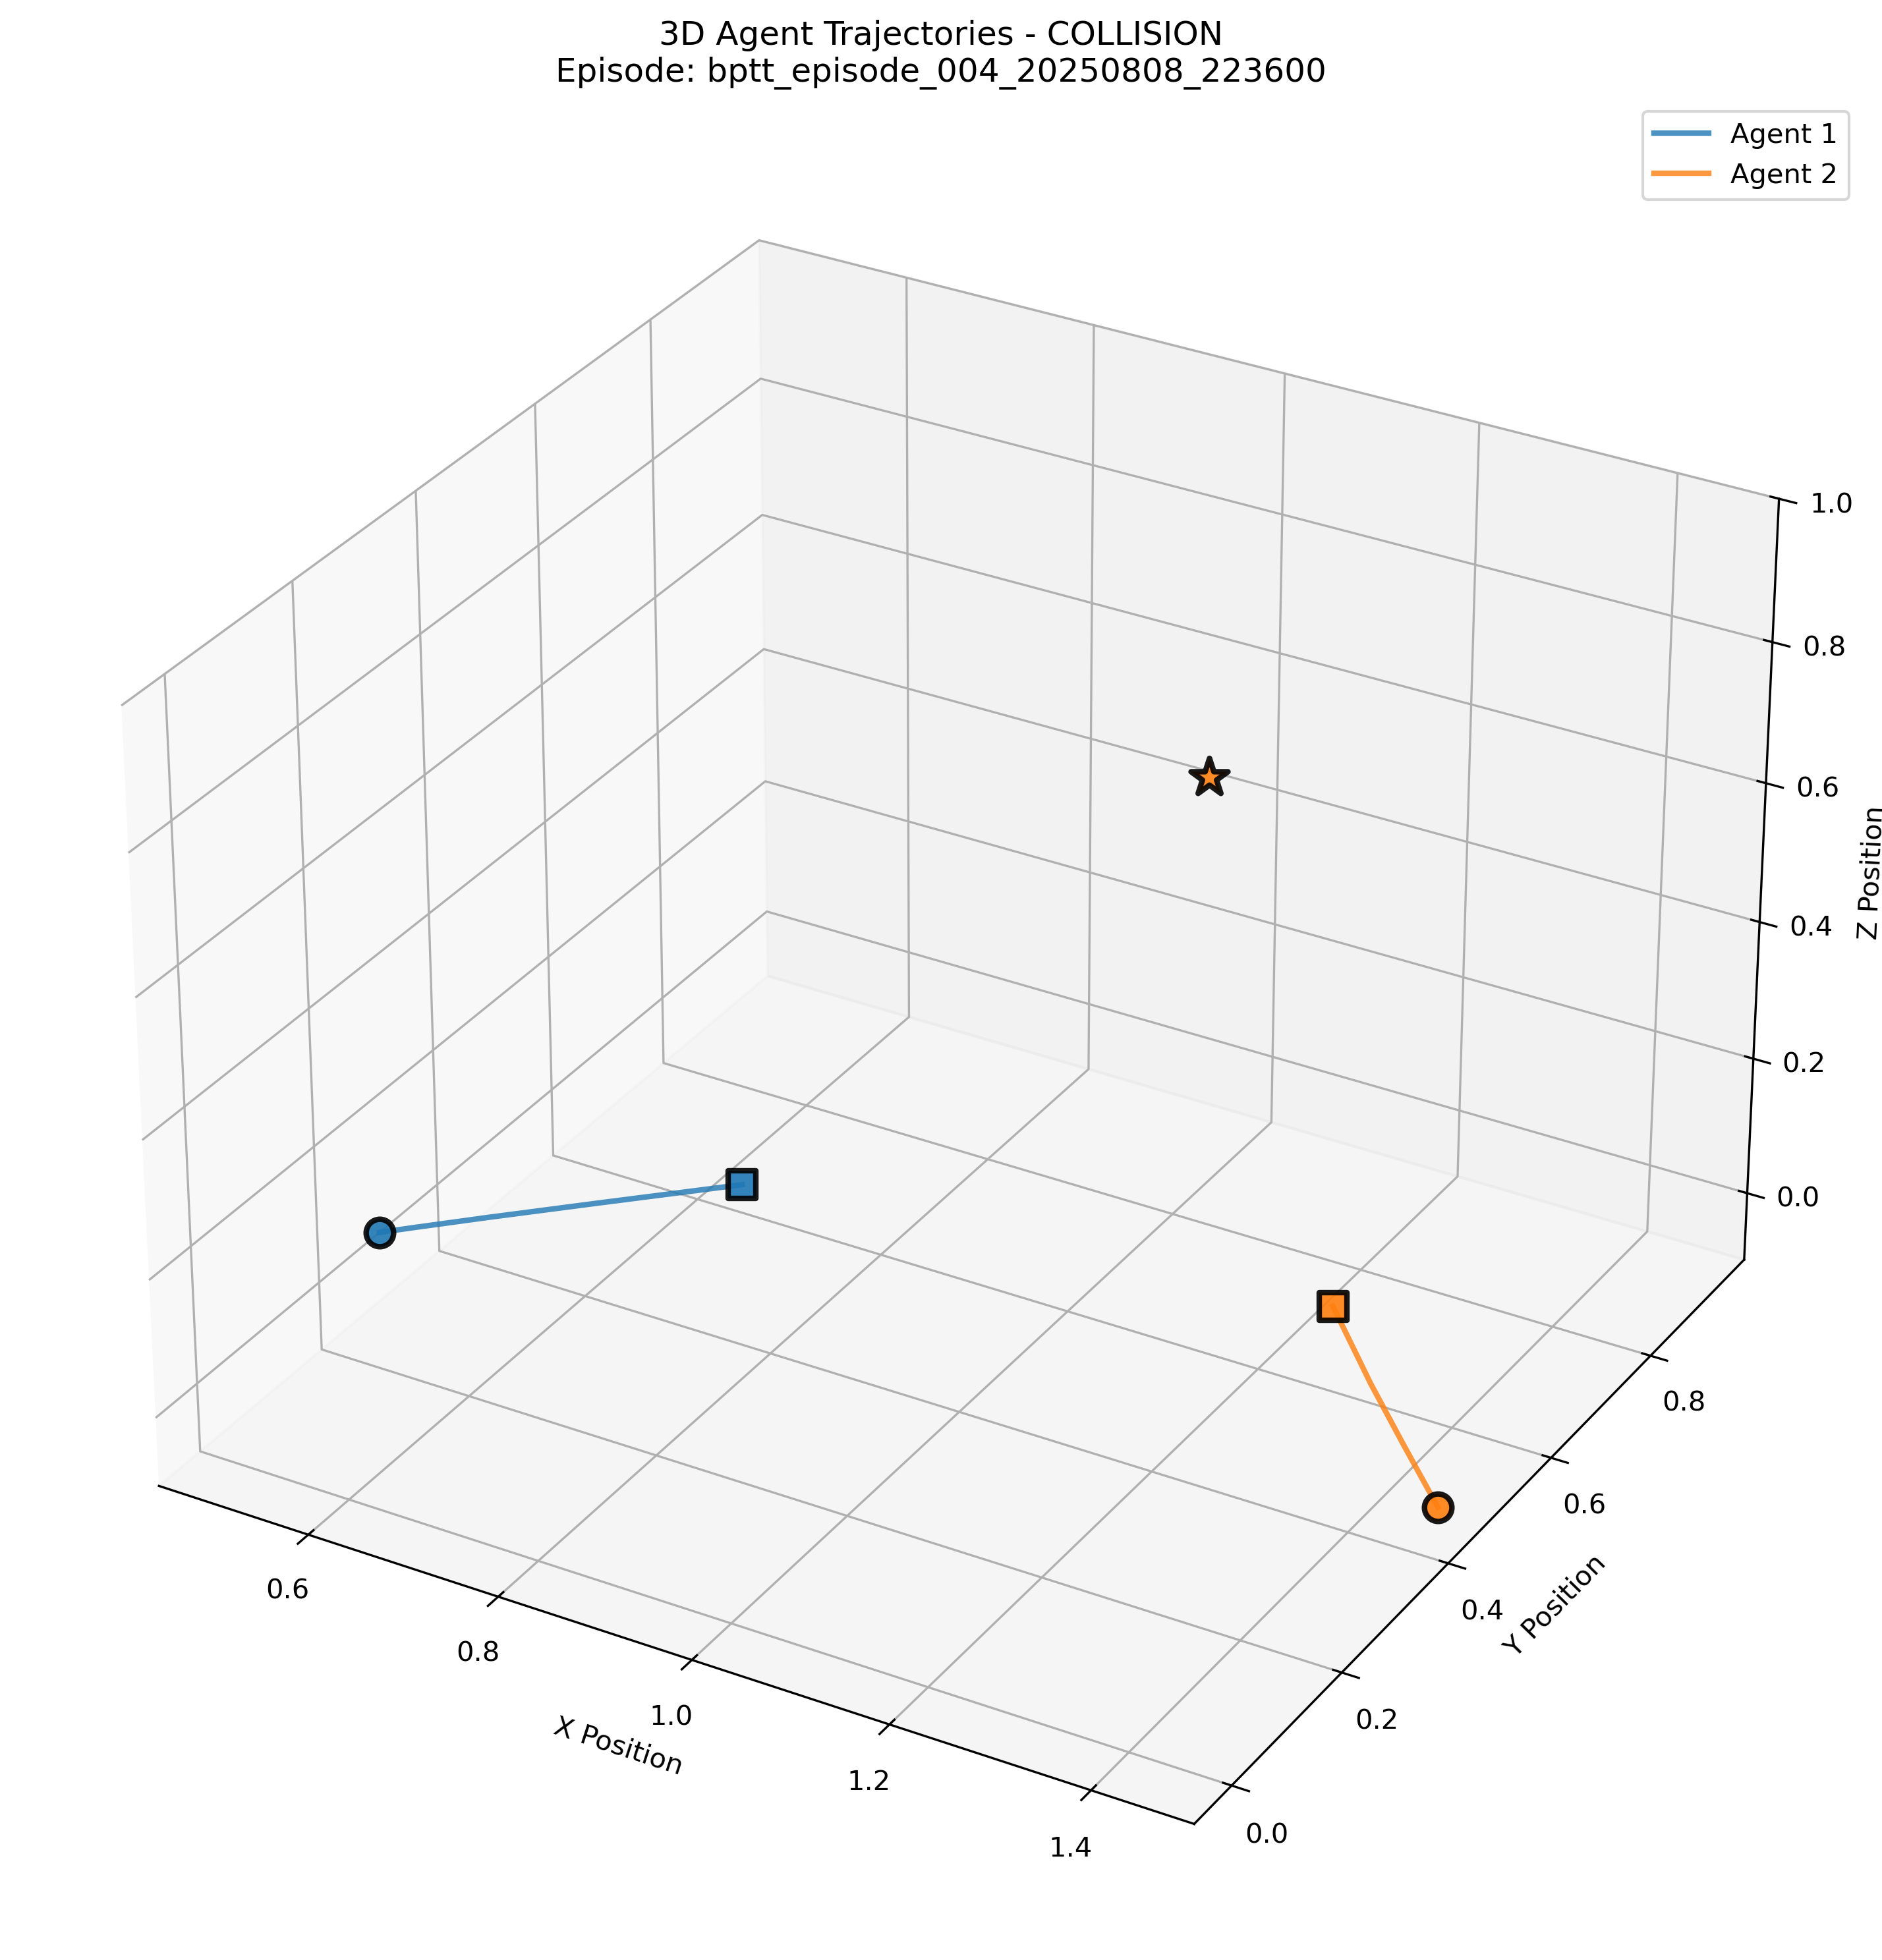 3D Agent Trajectories - COLLISION
Episode: bptt_episode_004_20250808_223600
Agent 1
Agent 2
1.0
0.8
0.6
0.4
0.2
0.0
Z Position
0.8
0.6
0.4
0.2
0.0
Y Position
0.6
0.8
1.0
1.2
1.4
X Position